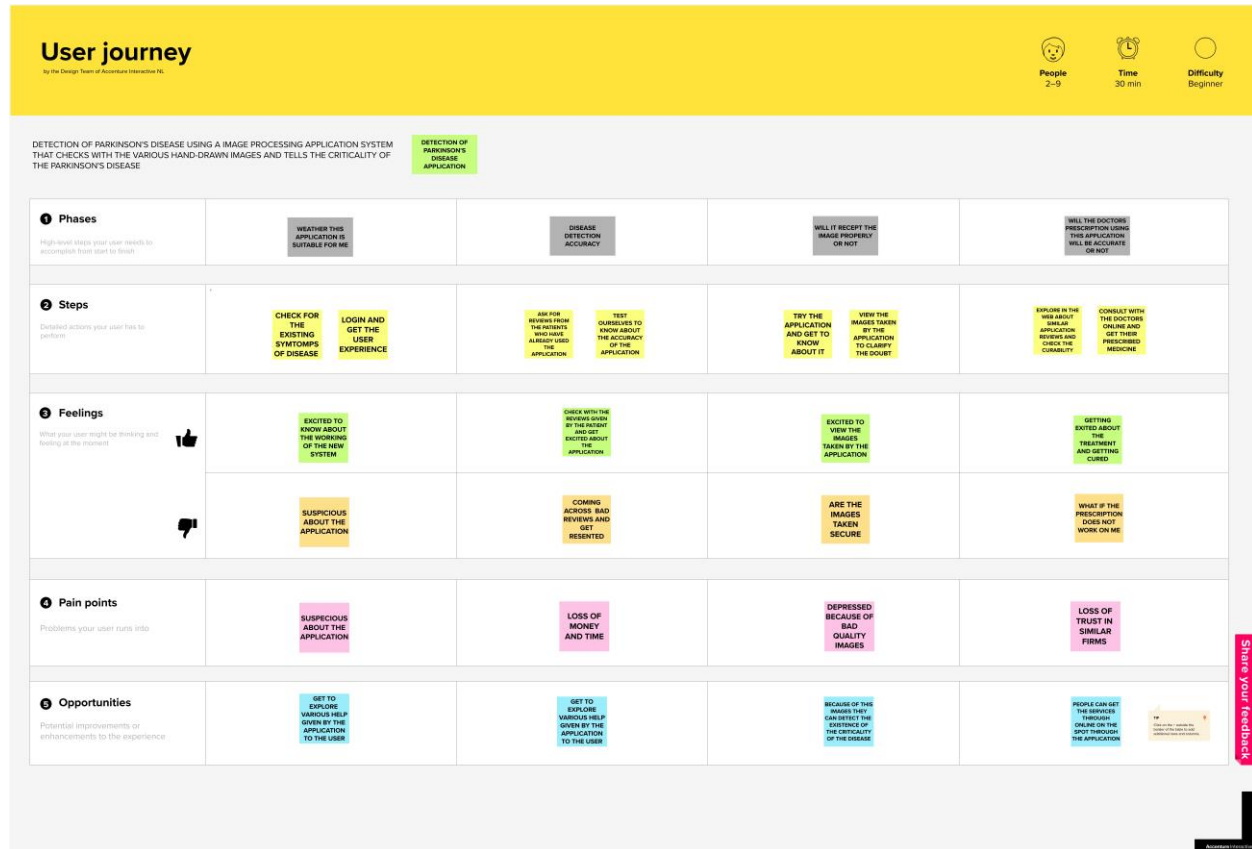 User journey
by the Design Team of Accenture Interactive NL
People
2–9
Time
30 min
Difficulty
Beginner
DETECTION OF PARKINSON'S DISEASE USING A IMAGE PROCESSING APPLICATION SYSTEM
THAT CHECKS WITH THE VARIOUS HAND-DRAWN IMAGES AND TELLS THE CRITICALITY OF
THE PARKINSON'S DISEASE
DETECTION OF
PARKINSON'S
DISEASE
APPLICATION
1 Phases
High-level steps your user needs to
accomplish from start to finish
WEATHER THIS
APPLICATION IS
SUITABLE FOR ME
DISEASE
DETECTION
ACCURACY
WILL IT RECEPT THE
IMAGE PROPERLY
OR NOT
WILL THE DOCTORS
PRESCRIPTION USING
THIS APPLICATION
WILL BE ACCURATE
OR NOT
2 Steps
Detailed actions your user has to
perform
CHECK FOR
THE
EXISTING
SYMTOMPS
OF DISEASE
LOGIN AND
GET THE
USER
EXPERIENCE
ASK FOR
REVIEWS FROM
THE PATIENTS
WHO HAVE
ALREADY USED
THE
APPLICATION
TEST
OURSELVES TO
KNOW ABOUT
THE ACCURACY
OF THE
APPLICATION
TRY THE
APPLICATION
AND GET TO
KNOW
ABOUT IT
VIEW THE
IMAGES TAKEN
BY THE
APPLICATION
TO CLARIFY
THE DOUBT
EXPLORE IN THE
WEB ABOUT
SIMILAR
APPLICATION
REVIEWS AND
CHECK THE
CURABILITY
CONSULT WITH
THE DOCTORS
ONLINE AND
GET THEIR
PRESCRIBED
MEDICINE
3 Feelings
What your user might be thinking and
feeling at the moment
EXCITED TO
KNOW ABOUT
THE WORKING
OF THE NEW
SYSTEM
CHECK WITH THE
REVIEWS GIVEN
BY THE PATIENT
AND GET
EXCITED ABOUT
THE
APPLICATION
EXCITED TO
VIEW THE
IMAGES
TAKEN BY THE
APPLICATION
GETTING
EXITED ABOUT
THE
TREATMENT
AND GETTING
CURED
SUSPICIOUS
ABOUT THE
APPLICATION
COMING
ACROSS BAD
REVIEWS AND
GET
RESENTED
ARE THE
IMAGES
TAKEN
SECURE
WHAT IF THE
PRESCRIPTION
DOES NOT
WORK ON ME
4 Pain points
Problems your user runs into
SUSPECIOUS
ABOUT THE
APPLICATION
LOSS OF
MONEY
AND TIME
DEPRESSED
BECAUSE OF
BAD
QUALITY
IMAGES
LOSS OF
TRUST IN
SIMILAR
FIRMS
5 Opportunities
Potential improvements or
enhancements to the experience
GET TO
EXPLORE
VARIOUS HELP
GIVEN BY THE
APPLICATION
TO THE USER
GET TO
EXPLORE
VARIOUS HELP
GIVEN BY THE
APPLICATION
TO THE USER
BECAUSE OF THIS
IMAGES THEY
CAN DETECT THE
EXISTENCE OF
THE CRITICALITY
OF THE DISEASE
PEOPLE CAN GET
THE SERVICES
THROUGH
ONLINE ON THE
SPOT THROUGH
THE APPLICATION
TIP
Share your feedback
Accenture Interactive